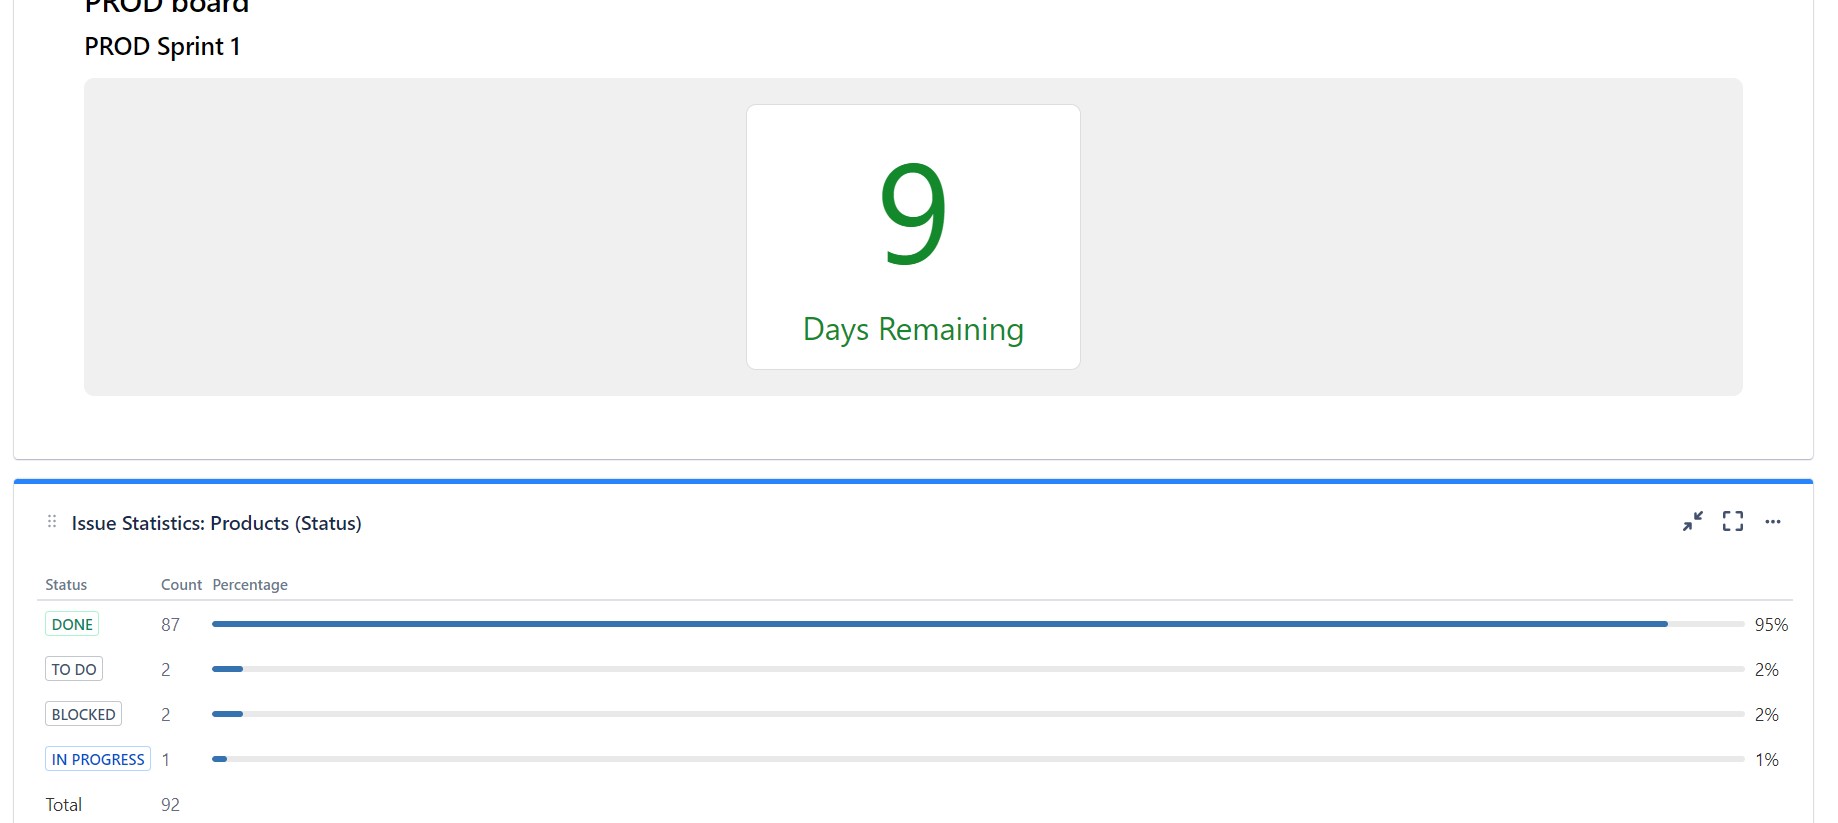 PROD board
PROD Sprint 1
9
Days Remaining
Issue Statistics: Products (Status)
Status Count Percentage
DONE 87 95%
TO DO 2 2%
BLOCKED 2 2%
IN PROGRESS 1 1%
Total 92